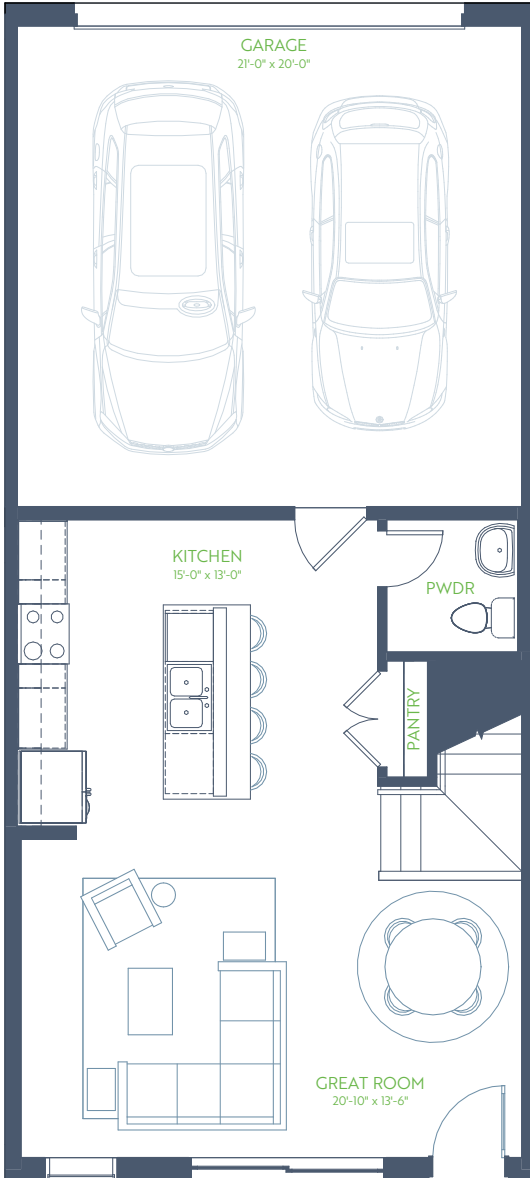 GARAGE
21'-0" x 20'-0"
KITCHEN
15'-0" x 13'-0"
PWDR
PANTRY
GREAT ROOM
20'-10" x 13'-6"